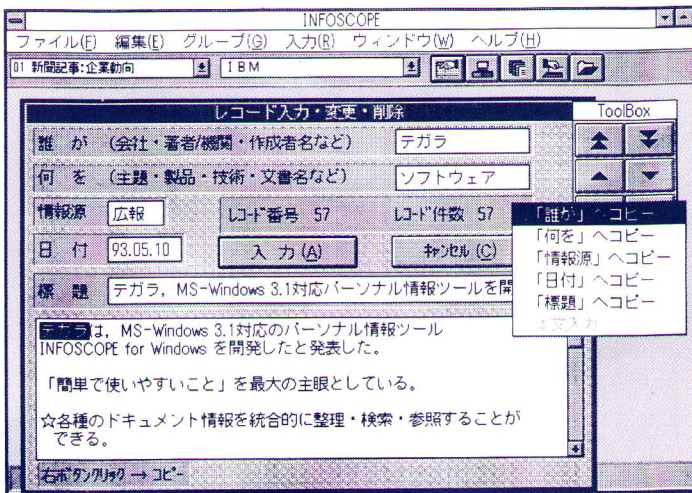 INFOSCOPE
ファイル(F) 編集(E) グループ(G) 入力(R) ウィンドウ(W) ヘルプ(H)
01 新聞記事:企業動向 IBM
レコード入力・変更・削除 ToolBox
誰 が (会社・著者/機関・作成者名など) テガラ
何 を (主題・製品・技術・文書名など) ソフトウェア
情報源 広報 レコード番号 57 レコード件数 57
日 付 93.05.10 入 力(A) キャンセル(C)
標 題 テガラ, MS-Windows 3.1対応パーソナル情報ツールを開
「誰が」へコピー
「何を」へコピー
「情報源」へコピー
「日付」へコピー
「標題」へコピー
テガラは, MS-Windows 3.1対応のパーソナル情報ツール
INFOSCOPE for Windows を開発したと発表した。
「簡単で使いやすいこと」を最大の主眼としている。
☆各種のドキュメント情報を統合的に整理・検索・参照することが
できる。
右ボタンクリック → コピー